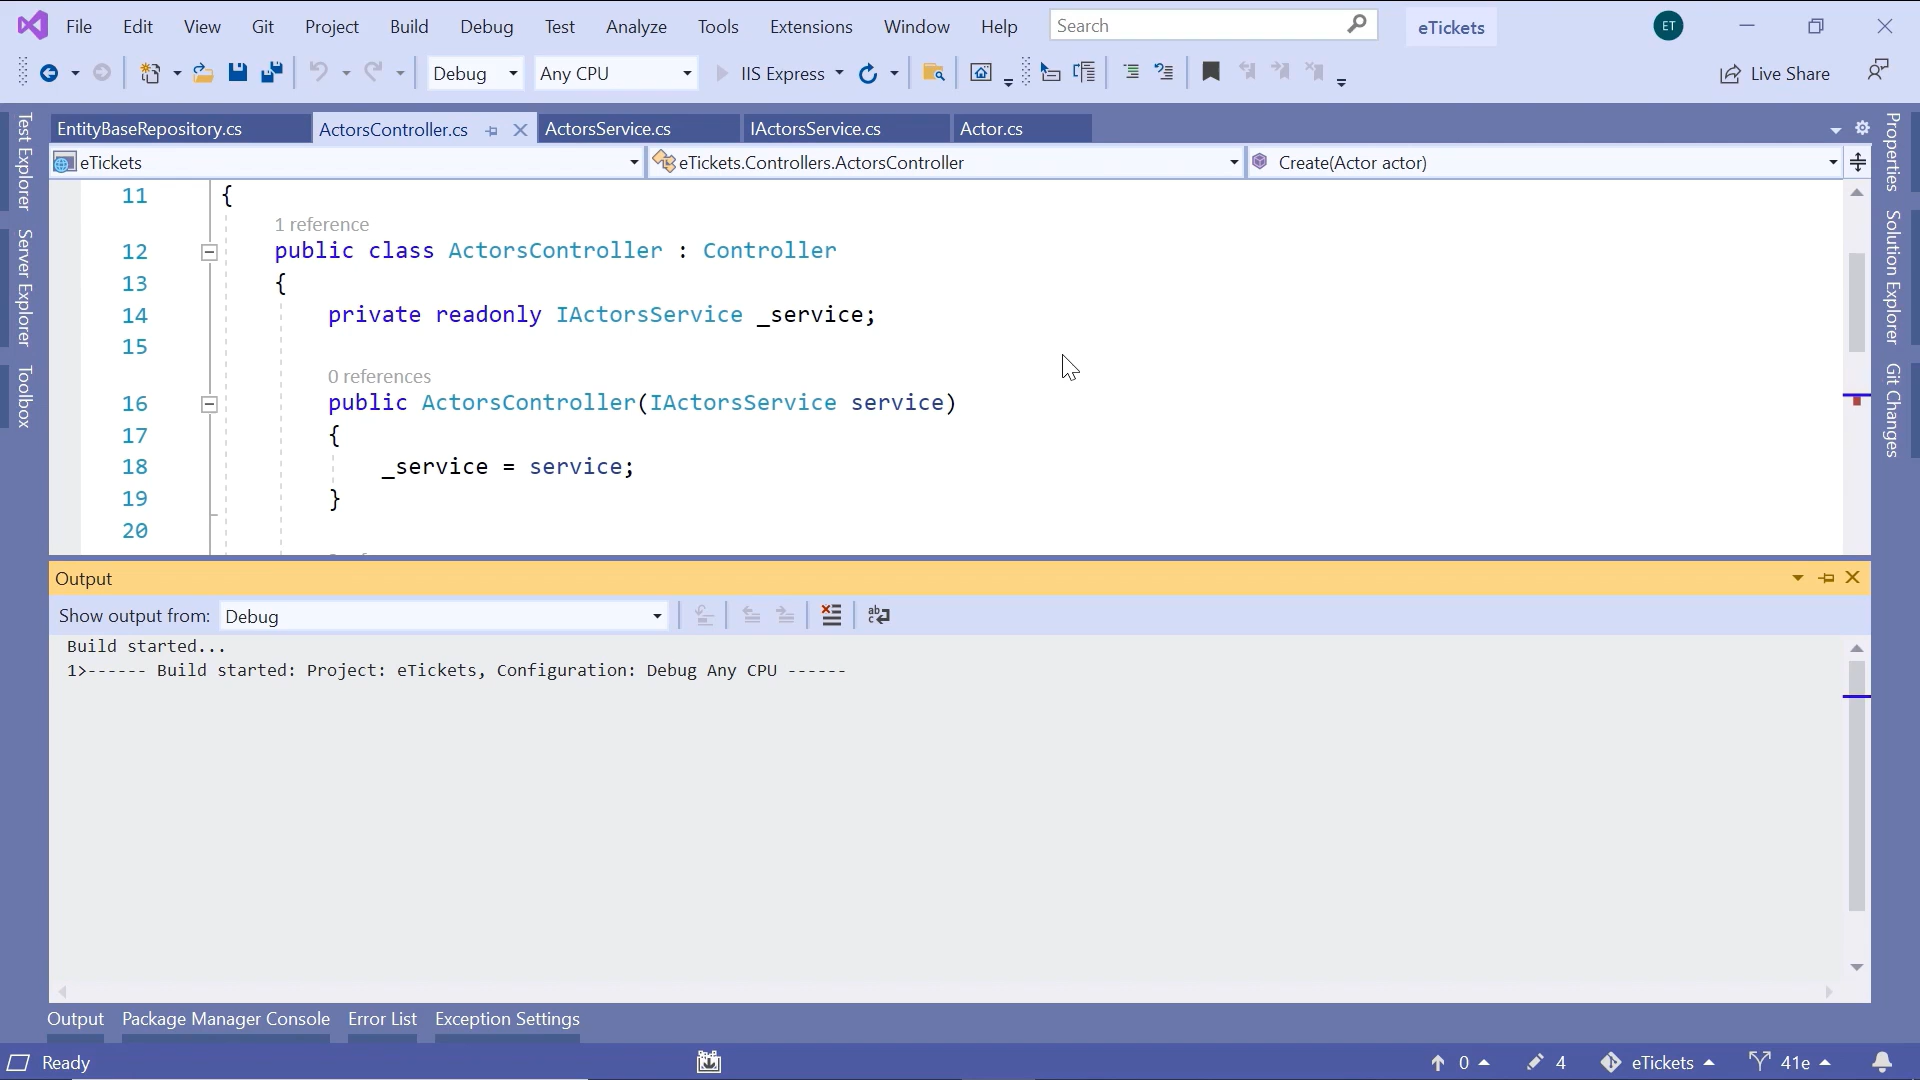 File Edit View Git Project Build Debug Test Analyze Tools Extensions Window Help Search eTickets ET
Debug Any CPU IIS Express Live Share
EntityBaseRepository.cs ActorsController.cs ActorsService.cs IActorsService.cs Actor.cs
eTickets eTickets.Controllers.ActorsController Create(Actor actor)
Test Explorer
Server Explorer
Toolbox
11 {
1 reference
12 public class ActorsController : Controller
13 {
14 private readonly IActorsService _service;
15
0 references
16 public ActorsController(IActorsService service)
17 {
18 _service = service;
19 }
20
Properties
Solution Explorer
Git Changes
Output
Show output from: Debug
Build started...
1>------ Build started: Project: eTickets, Configuration: Debug Any CPU ------
Output Package Manager Console Error List Exception Settings
Ready 0 4 eTickets 41e